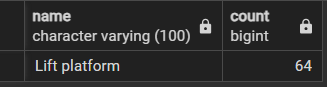 name count
character varying (100) bigint
Lift platform 64